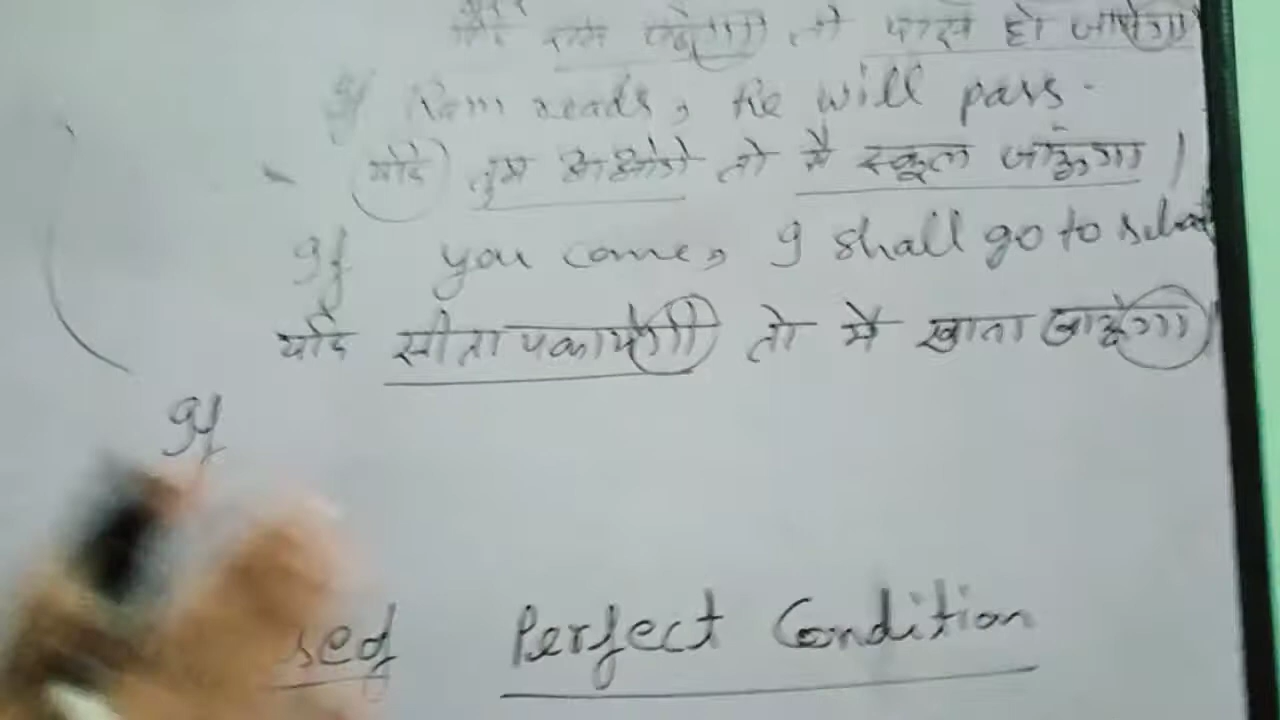 यदि राम पढ़ेगा तो पास हो जायेगा
If Ram reads, he will pass.
यदि तुम आओगे तो मैं स्कूल जाऊंगा।
If you come, I shall go to
यदि सीता पकायेगी तो मैं खाना खाऊँगा।
If
Perfect Condition